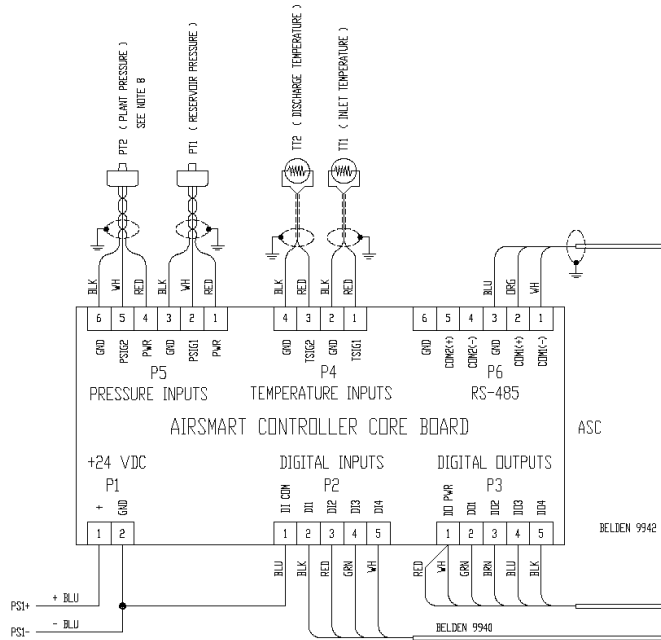 PT2 ( PLANT PRESSURE )
SEE NOTE 8
PT1 ( RESERVOIR PRESSURE )
TT2 ( DISCHARGE TEMPERATURE )
TT1 ( INLET TEMPERATURE )
BLK WH RED BLK WH RED
BLK RED BLK RED
BLU ORG WH
6 5 4 3 2 1
4 3 2 1
6 5 4 3 2 1
GND PSIG2 PWR GND PSIG1 PWR
GND TSIG2 GND TSIG1
GND COM2(+) COM2(-) GND COM1(+) COM1(-)
P5
P4
P6
PRESSURE INPUTS
TEMPERATURE INPUTS
RS-485
AIRSMART CONTROLLER CORE BOARD
ASC
+24 VDC
DIGITAL INPUTS
DIGITAL OUTPUTS
P1
P2
P3
+ GND
DI COM DI1 DI2 DI3 DI4
DO PWR DO1 DO2 DO3 DO4
1 2
1 2 3 4 5
1 2 3 4 5
BELDEN 9942
BLU BLK RED GRN WH
RED WH GRN BRN BLU BLK
PS1+ + BLU
PS1- - BLU
BELDEN 9940